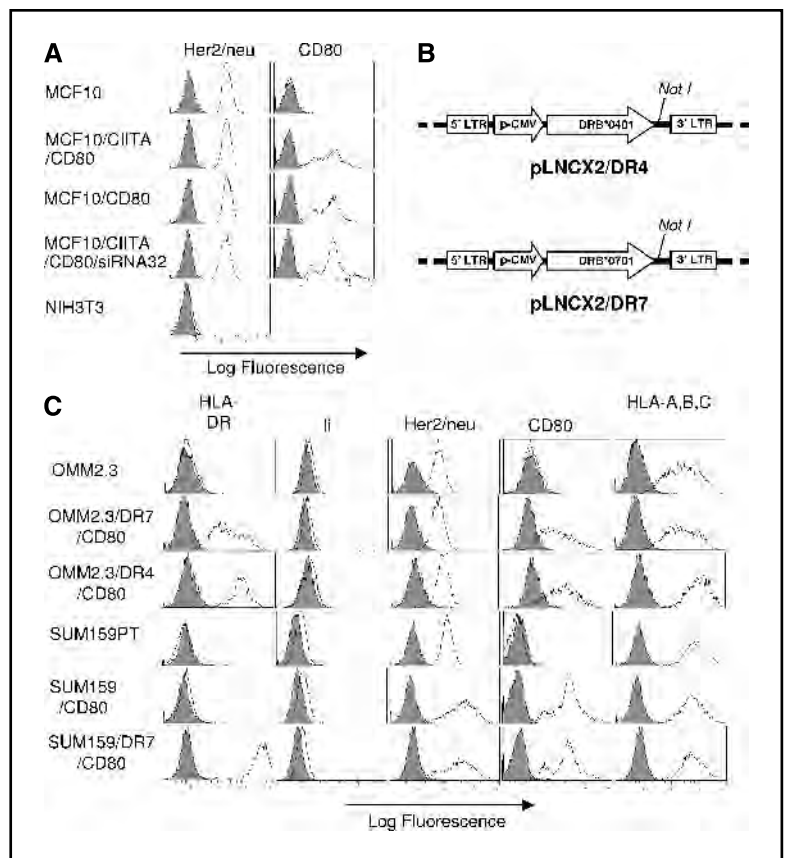 A
Her2/neu CD80
MCF10
MCF10/CIITA
/CD80
MCF10/CD80
MCF10/CIITA
/CD80/siRNA32
NIH3T3
Log Fluorescence
B
Not I
5' LTR p-CMV DRB*0401 3' LTR
pLNCX2/DR4
Not I
5' LTR p-CMV DRB*0701 3' LTR
pLNCX2/DR7
C
HLA-
DR
Ii
Her2/neu
CD80
HLA-A,B,C
OMM2.3
OMM2.3/DR7
/CD80
OMM2.3/DR4
/CD80
SUM159PT
SUM159
/CD80
SUM159/DR7
/CD80
Log Fluorescence